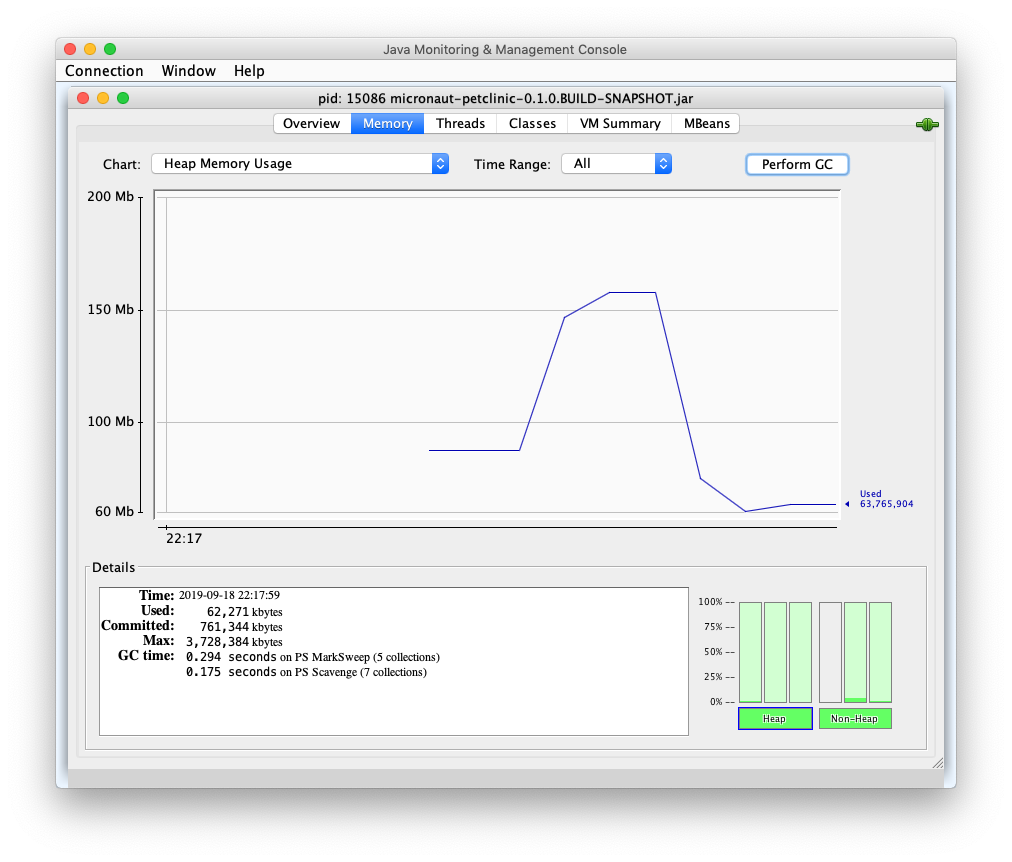 Java Monitoring & Management Console
Connection Window Help
pid: 15086 micronaut-petclinic-0.1.0.BUILD-SNAPSHOT.jar
Overview Memory Threads Classes VM Summary MBeans
Chart: Heap Memory Usage Time Range: All Perform GC
200 Mb
150 Mb
100 Mb
60 Mb
Used
63,765,904
22:17
Details
Time: 2019-09-18 22:17:59
Used: 62,271 kbytes
Committed: 761,344 kbytes
Max: 3,728,384 kbytes
GC time: 0.294 seconds on PS MarkSweep (5 collections)
0.175 seconds on PS Scavenge (7 collections)
100% --
75% --
50% --
25% --
0% --
Heap Non-Heap